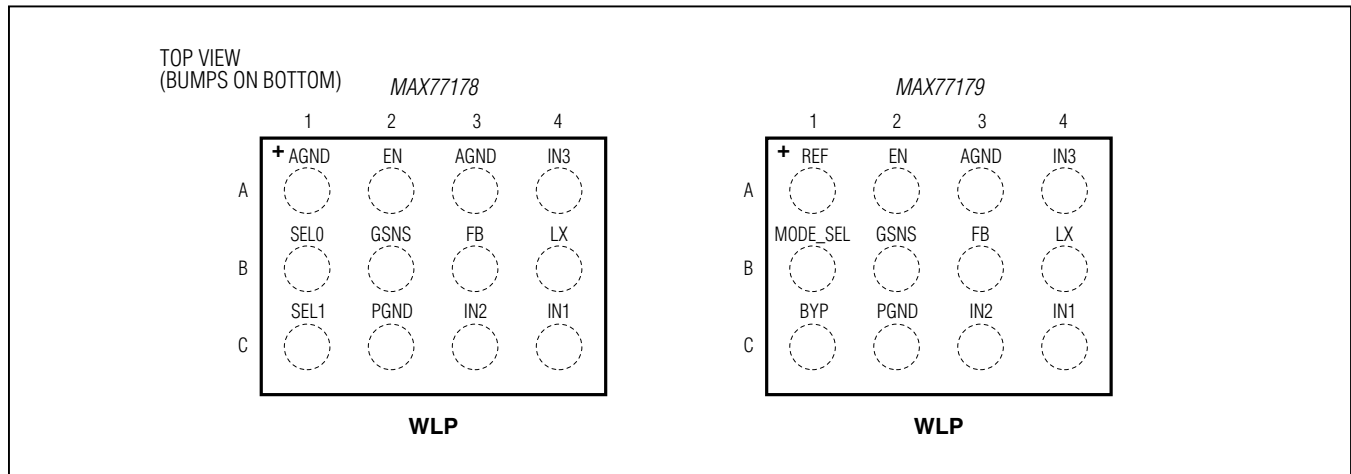 TOP VIEW
(BUMPS ON BOTTOM)
MAX77178
1 2 3 4
+ AGND EN AGND IN3
A
SEL0 GSNS FB LX
B
SEL1 PGND IN2 IN1
C
WLP
MAX77179
1 2 3 4
+ REF EN AGND IN3
A
MODE_SEL GSNS FB LX
B
BYP PGND IN2 IN1
C
WLP